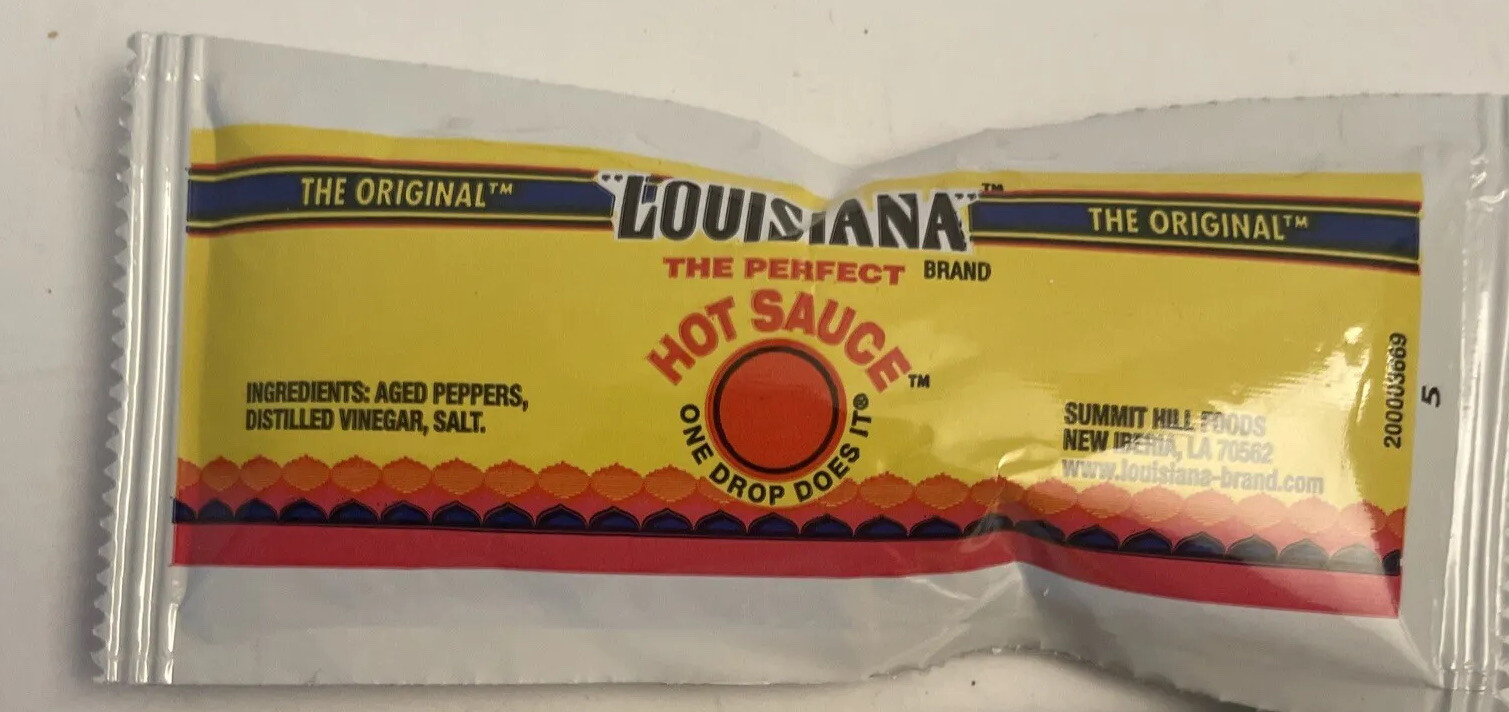 THE ORIGINAL™
"LOUISIANA"™
THE ORIGINAL™
THE PERFECT BRAND
HOT SAUCE™
ONE DROP DOES IT®
INGREDIENTS: AGED PEPPERS,
DISTILLED VINEGAR, SALT.
SUMMIT HILL FOODS
NEW IBERIA, LA 70562
www.louisiana-brand.com
200003669
5